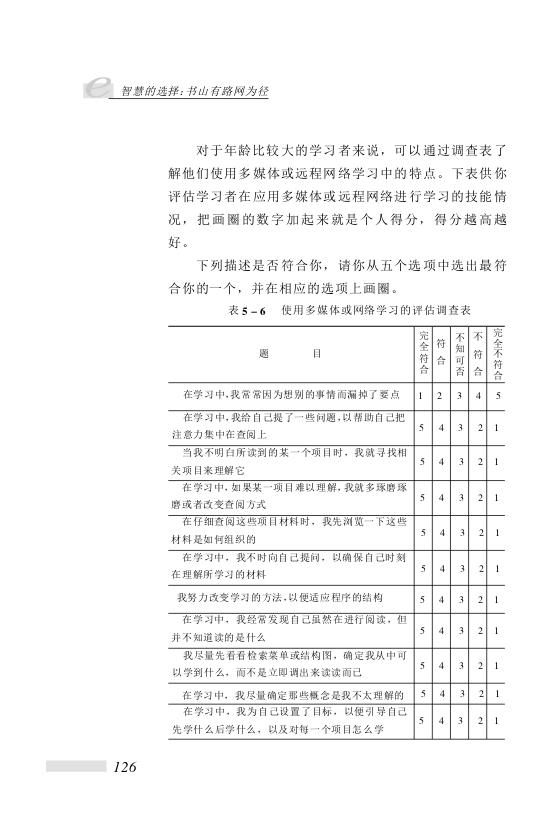 e 智慧的选择:书山有路网为径
对于年龄比较大的学习者来说，可以通过调查表了
解他们使用多媒体或远程网络学习中的特点。下表供你
评估学习者在应用多媒体或远程网络进行学习的技能情
况，把画圈的数字加起来就是个人得分，得分越高越
好。
下列描述是否符合你，请你从五个选项中选出最符
合你的一个，并在相应的选项上画圈。
表 5－6 使用多媒体或网络学习的评估调查表
题 目 完全符合 符合 不知可否 不符合 完全不符合
在学习中,我常常因为想别的事情而漏掉了要点 1 2 3 4 5
在学习中,我给自己提了一些问题,以帮助自己把
注意力集中在查阅上 5 4 3 2 1
当我不明白所读到的某一个项目时，我就寻找相
关项目来理解它 5 4 3 2 1
在学习中,如果某一项目难以理解,我就多琢磨琢
磨或者改变查阅方式 5 4 3 2 1
在仔细查阅这些项目材料时，我先浏览一下这些
材料是如何组织的 5 4 3 2 1
在学习中，我不时向自己提问，以确保自己时刻
在理解所学习的材料 5 4 3 2 1
我努力改变学习的方法,以便适应程序的结构 5 4 3 2 1
在学习中，我经常发现自己虽然在进行阅读，但
并不知道读的是什么 5 4 3 2 1
我尽量先看看检索菜单或结构图，确定我从中可
以学到什么，而不是立即调出来读读而已 5 4 3 2 1
在学习中，我尽量确定那些概念是我不太理解的 5 4 3 2 1
在学习中，我为自己设置了目标，以便引导自己
先学什么后学什么，以及对每一个项目怎么学 5 4 3 2 1
126